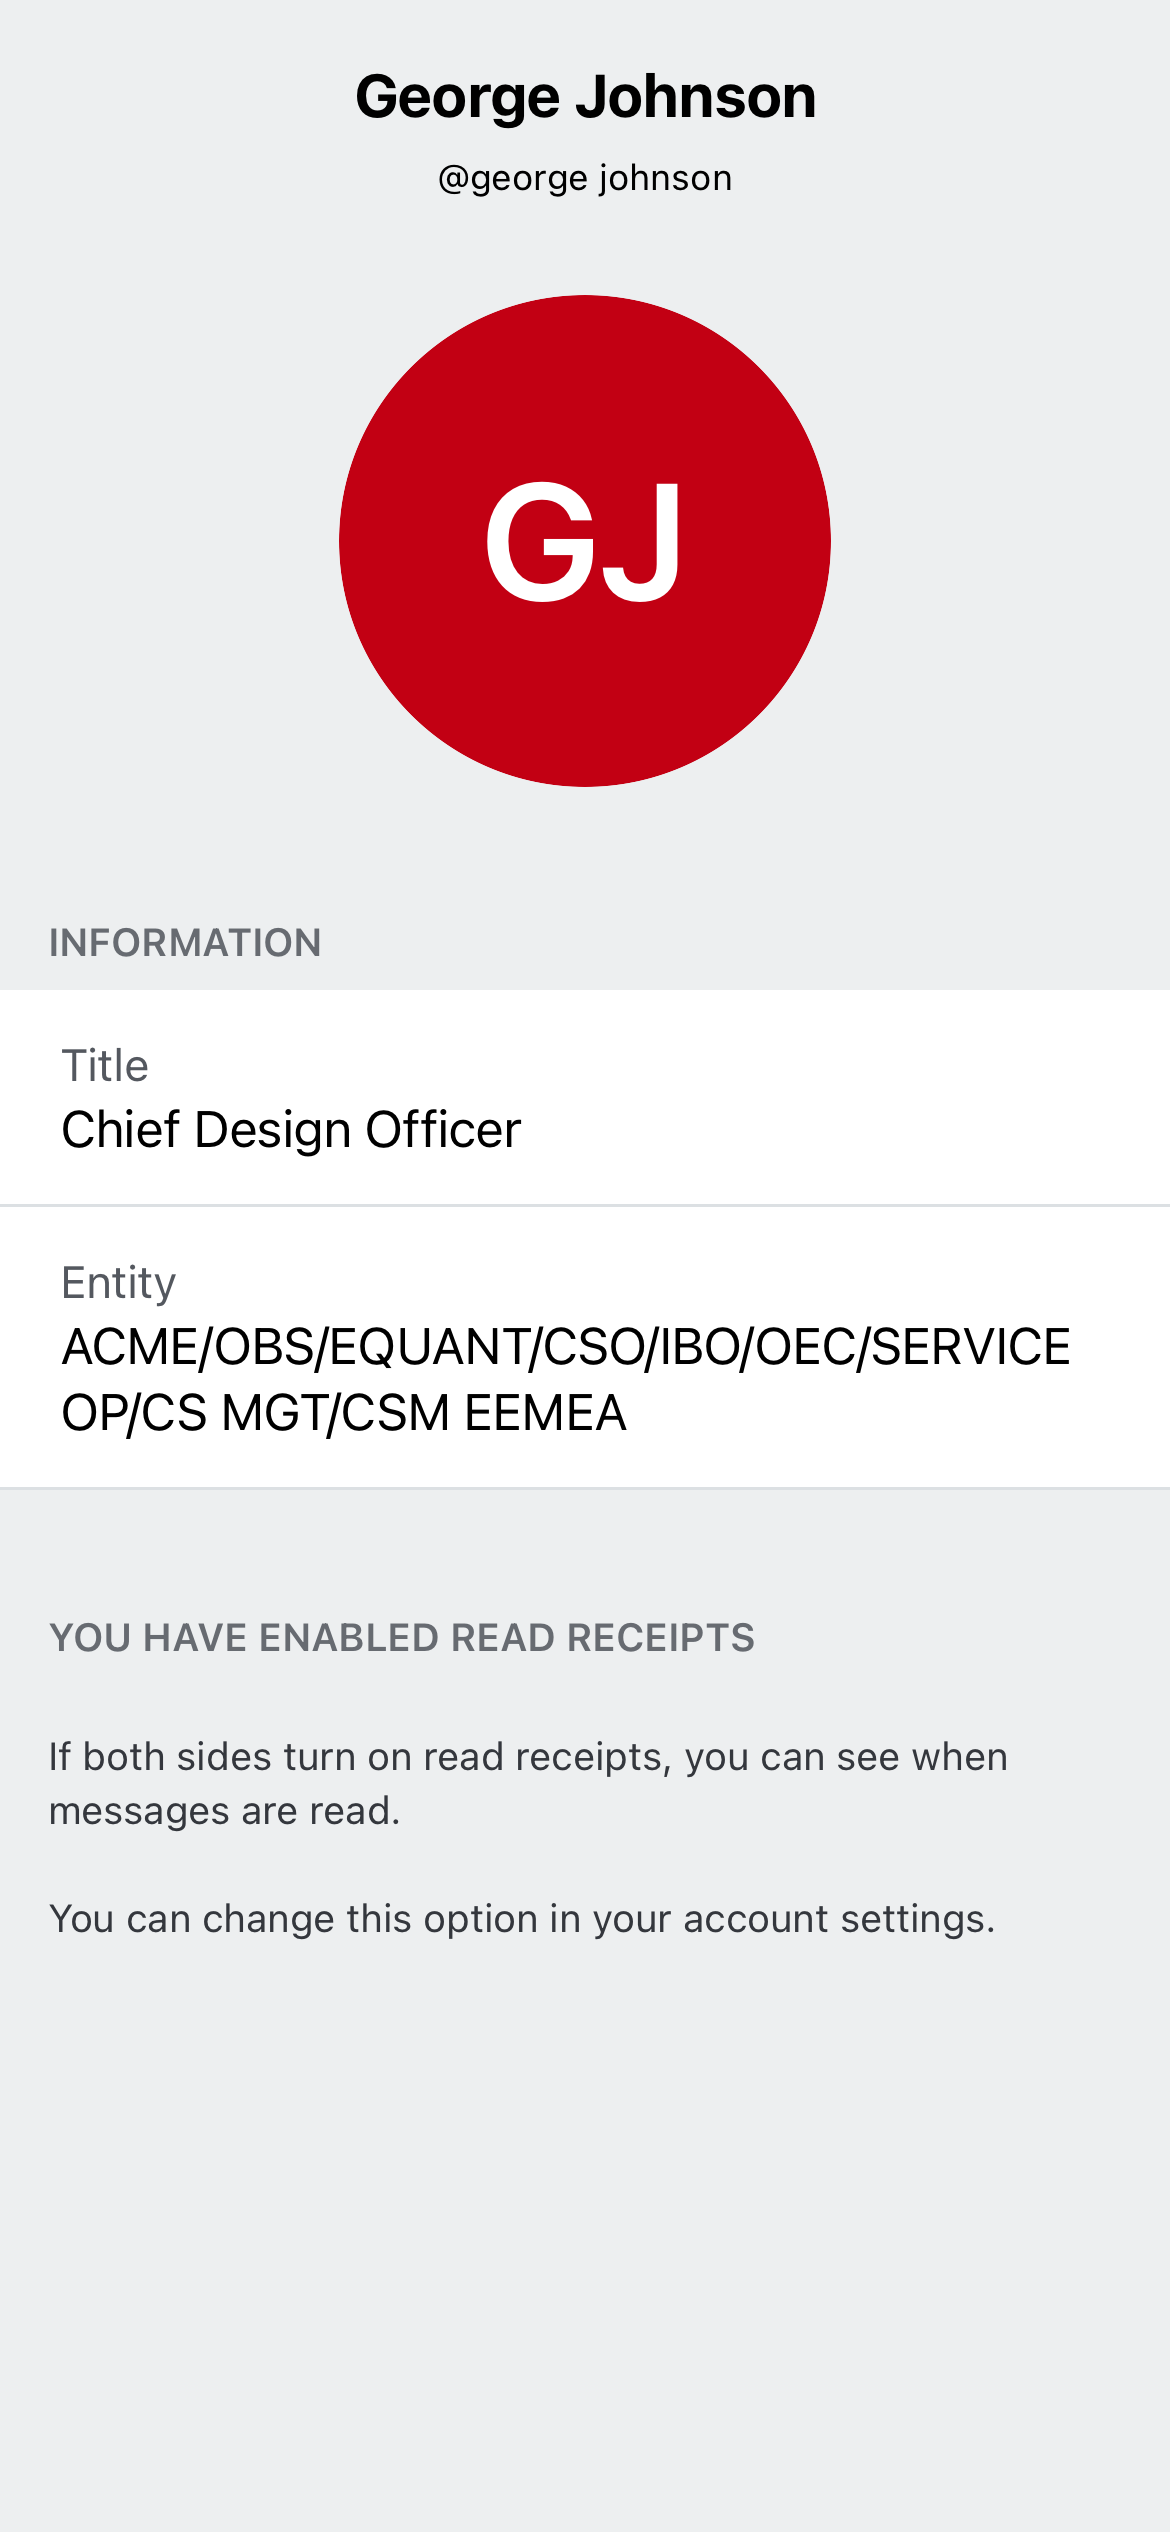 George Johnson
@george johnson
GJ
INFORMATION
Title
Chief Design Officer
Entity
ACME/OBS/EQUANT/CSO/IBO/OEC/SERVICE
OP/CS MGT/CSM EEMEA
YOU HAVE ENABLED READ RECEIPTS
If both sides turn on read receipts, you can see when
messages are read.
You can change this option in your account settings.